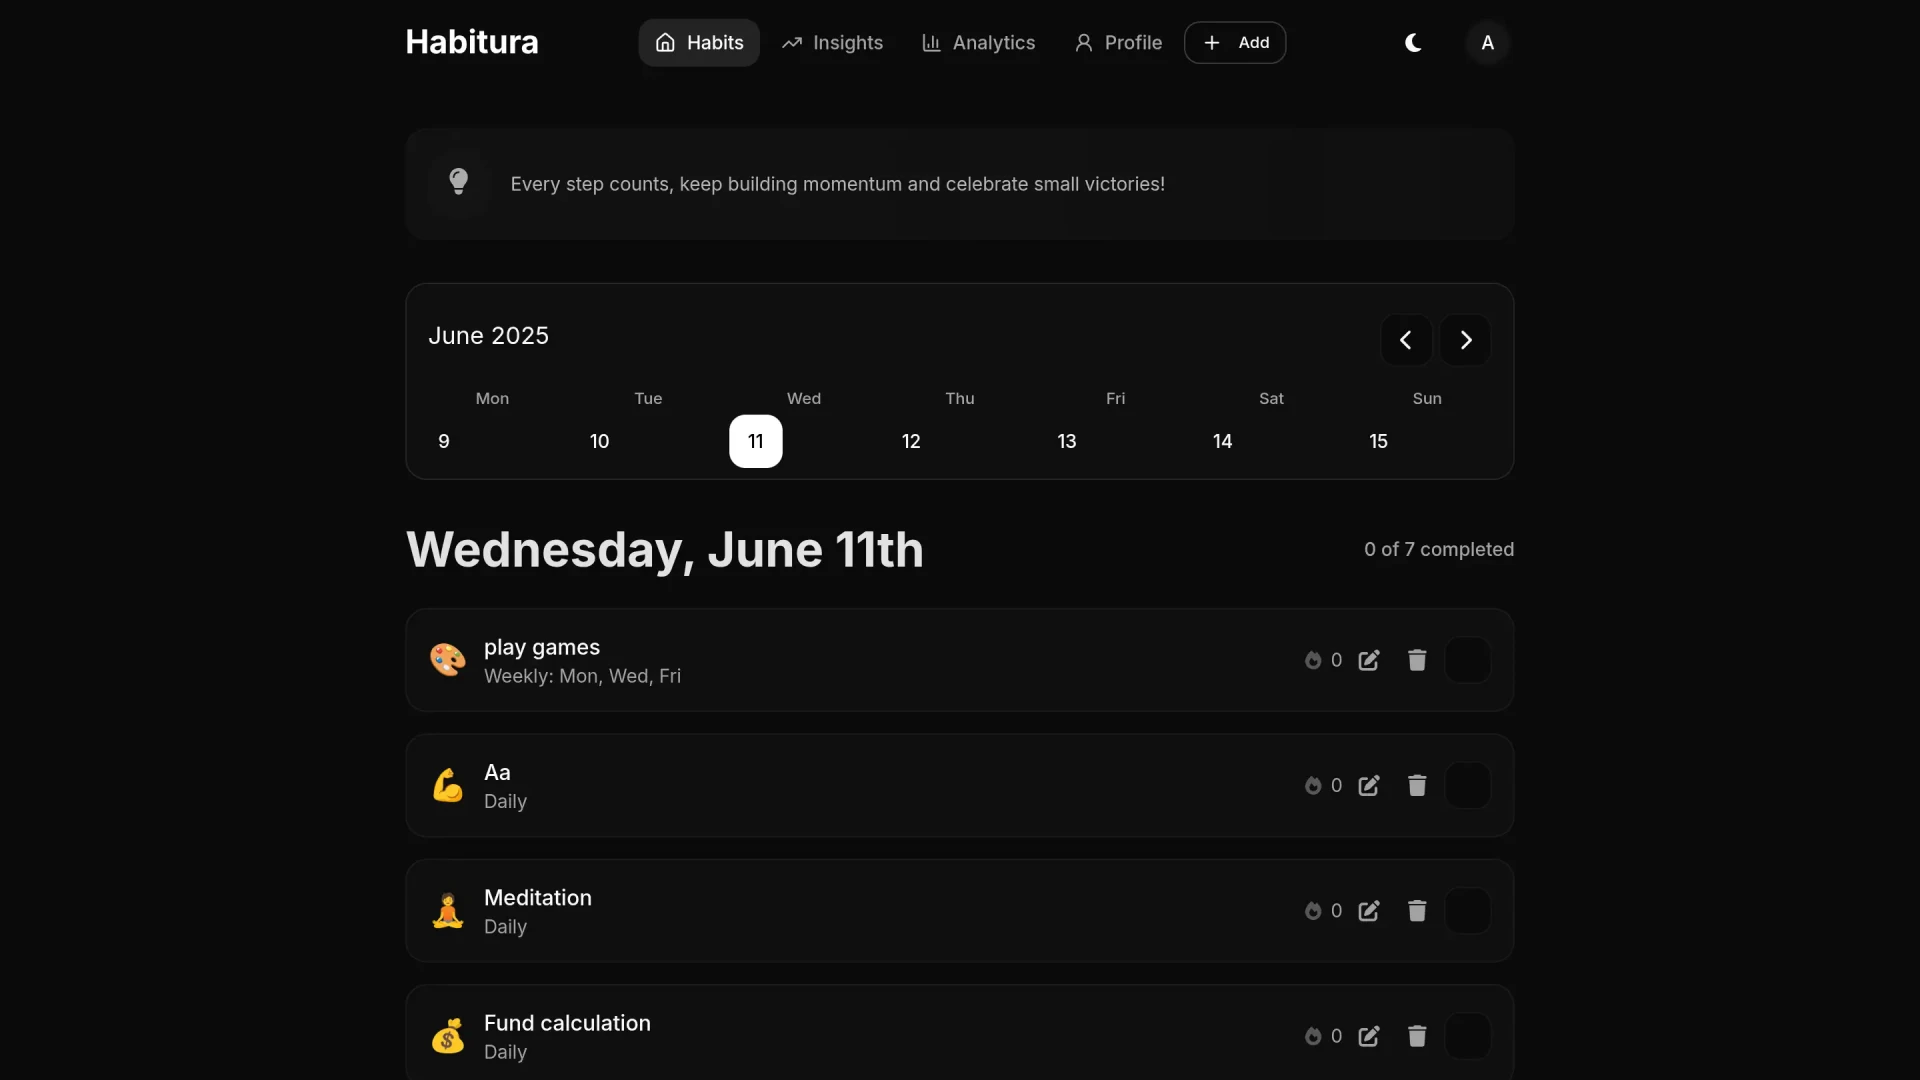 Habitura
Habits
Insights
Analytics
Profile
Add
A
Every step counts, keep building momentum and celebrate small victories!
June 2025
Mon Tue Wed Thu Fri Sat Sun
9 10 11 12 13 14 15
Wednesday, June 11th
0 of 7 completed
play games
Weekly: Mon, Wed, Fri
0
Aa
Daily
0
Meditation
Daily
0
Fund calculation
Daily
0